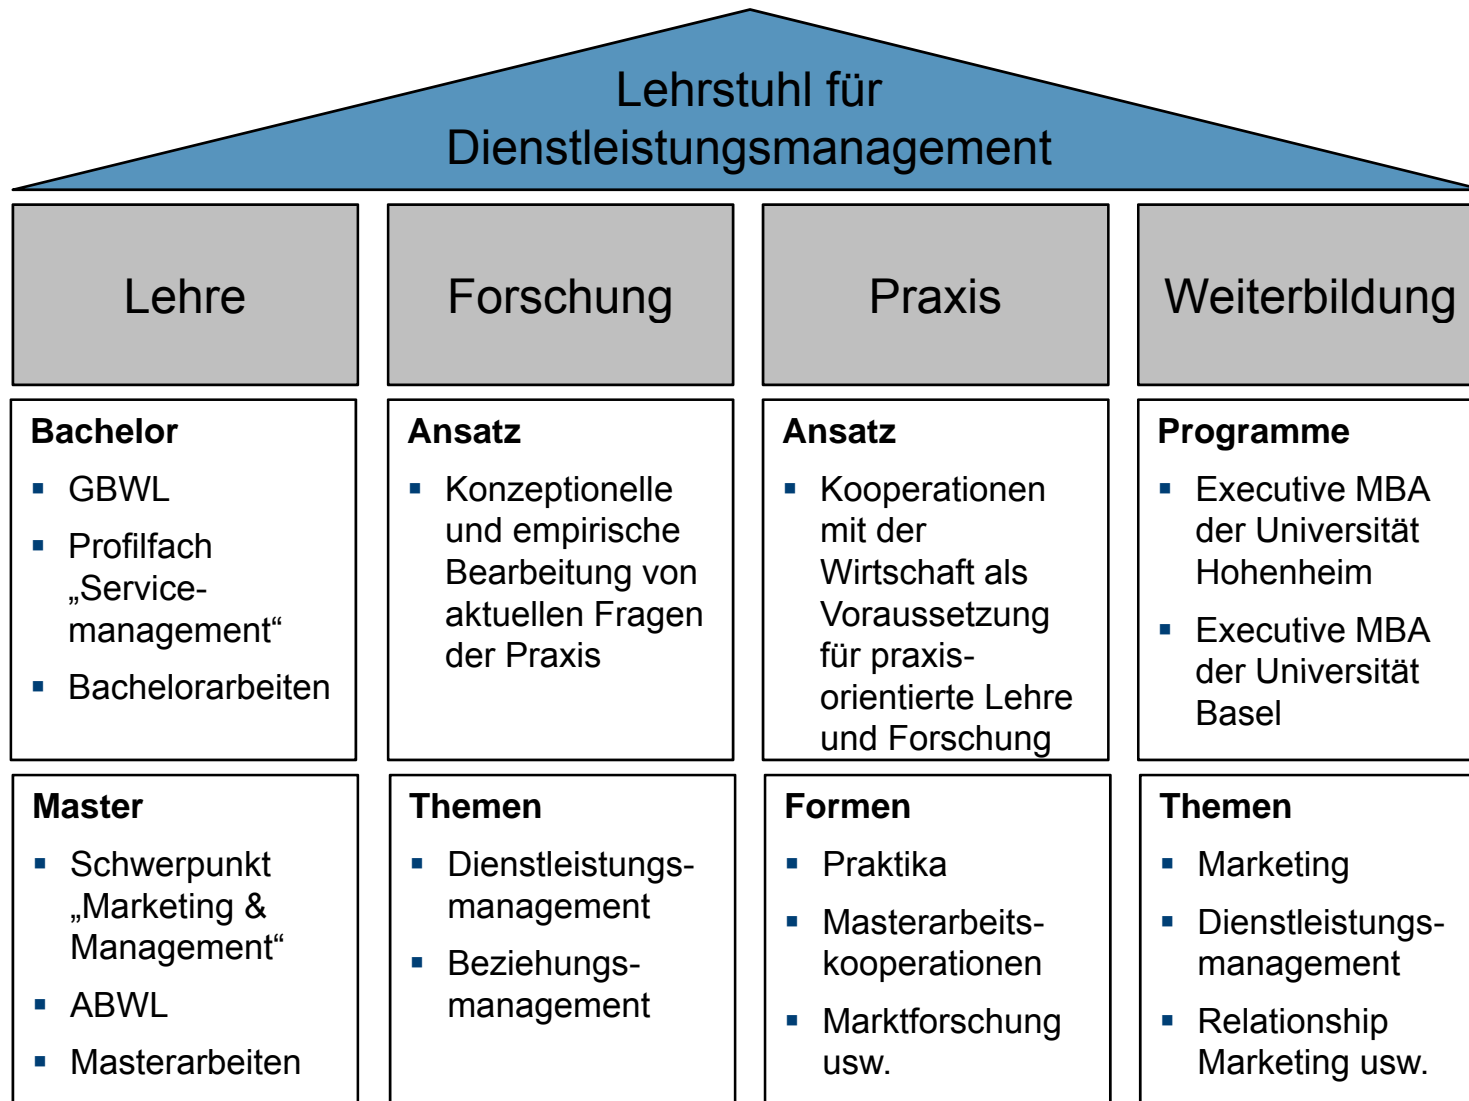 Lehrstuhl für
Dienstleistungsmanagement
Lehre
Forschung
Praxis
Weiterbildung
Bachelor
GBWL
Profilfach
„Service-
management“
Bachelorarbeiten
Ansatz
Konzeptionelle
und empirische
Bearbeitung von
aktuellen Fragen
der Praxis
Ansatz
Kooperationen
mit der
Wirtschaft als
Voraussetzung
für praxis-
orientierte Lehre
und Forschung
Programme
Executive MBA
der Universität
Hohenheim
Executive MBA
der Universität
Basel
Master
Schwerpunkt
„Marketing &
Management“
ABWL
Masterarbeiten
Themen
Dienstleistungs-
management
Beziehungs-
management
Formen
Praktika
Masterarbeits-
kooperationen
Marktforschung
usw.
Themen
Marketing
Dienstleistungs-
management
Relationship
Marketing usw.